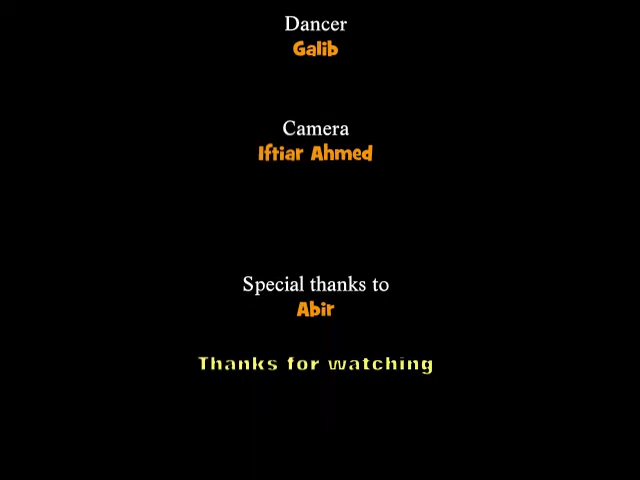 Dancer
Galib
Camera
Iftiar Ahmed
Special thanks to
Abir
Thanks for watching